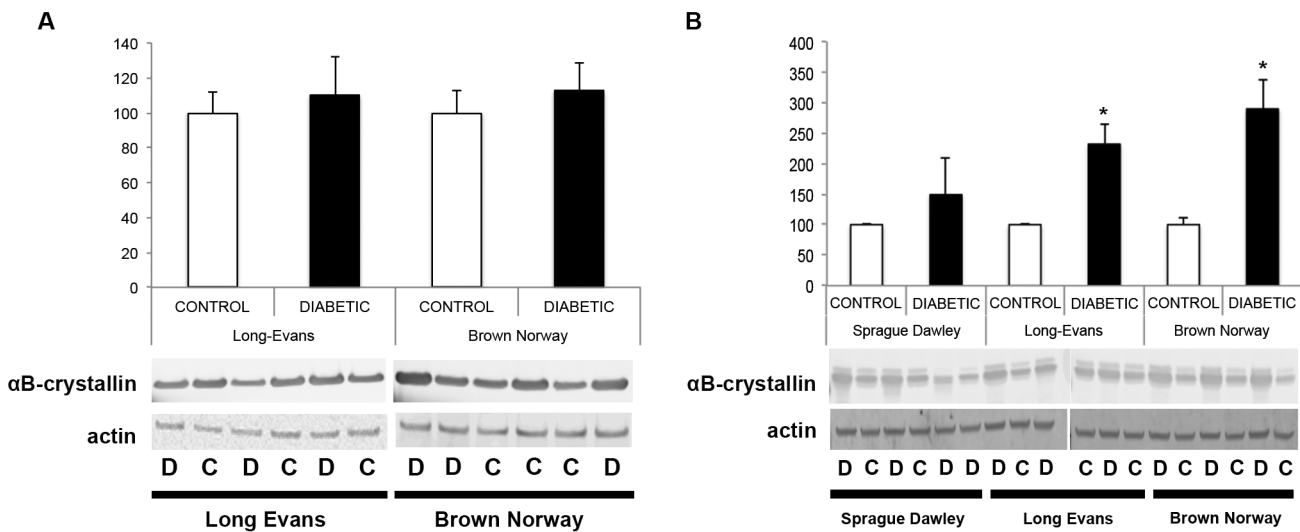 A
140
120
100
80
60
40
20
0
CONTROL DIABETIC CONTROL DIABETIC
Long-Evans Brown Norway
αB-crystallin
actin
D C D C D C D D C C C D
Long Evans Brown Norway
B
400
350
300
250
200
150
100
50
0
* *
CONTROL DIABETIC CONTROL DIABETIC CONTROL DIABETIC
Sprague Dawley Long-Evans Brown Norway
αB-crystallin
actin
D C D C D D D C D C D C D C D C D C
Sprague Dawley Long Evans Brown Norway